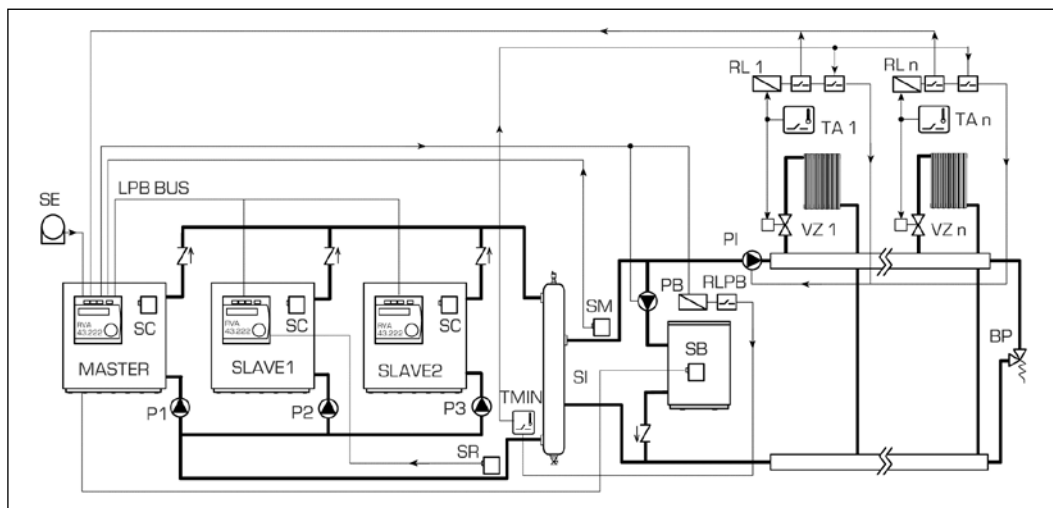 RL 1
RL n
TA 1
TA n
LPB BUS
SE
VZ 1
VZ n
PI
SC
SC
SC
RVA
43.222
RVA
43.222
RVA
43.222
SM
PB
RLPB
MASTER
SLAVE1
SLAVE2
SI
SB
BP
P1
P2
P3
TMIN
SR